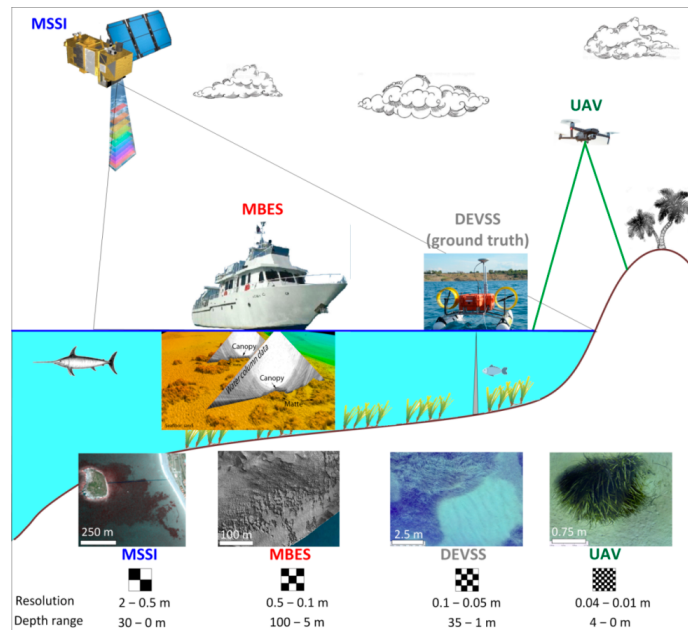 MSSI
UAV
MBES
DEVSS
(ground truth)
Canopy
Water column data
Canopy
Matte
250 m
100 m
2.5 m
0.75 m
MSSI MBES DEVSS UAV
Resolution 2 – 0.5 m 0.5 – 0.1 m 0.1 – 0.05 m 0.04 – 0.01 m
Depth range 30 – 0 m 100 – 5 m 35 – 1 m 4 – 0 m